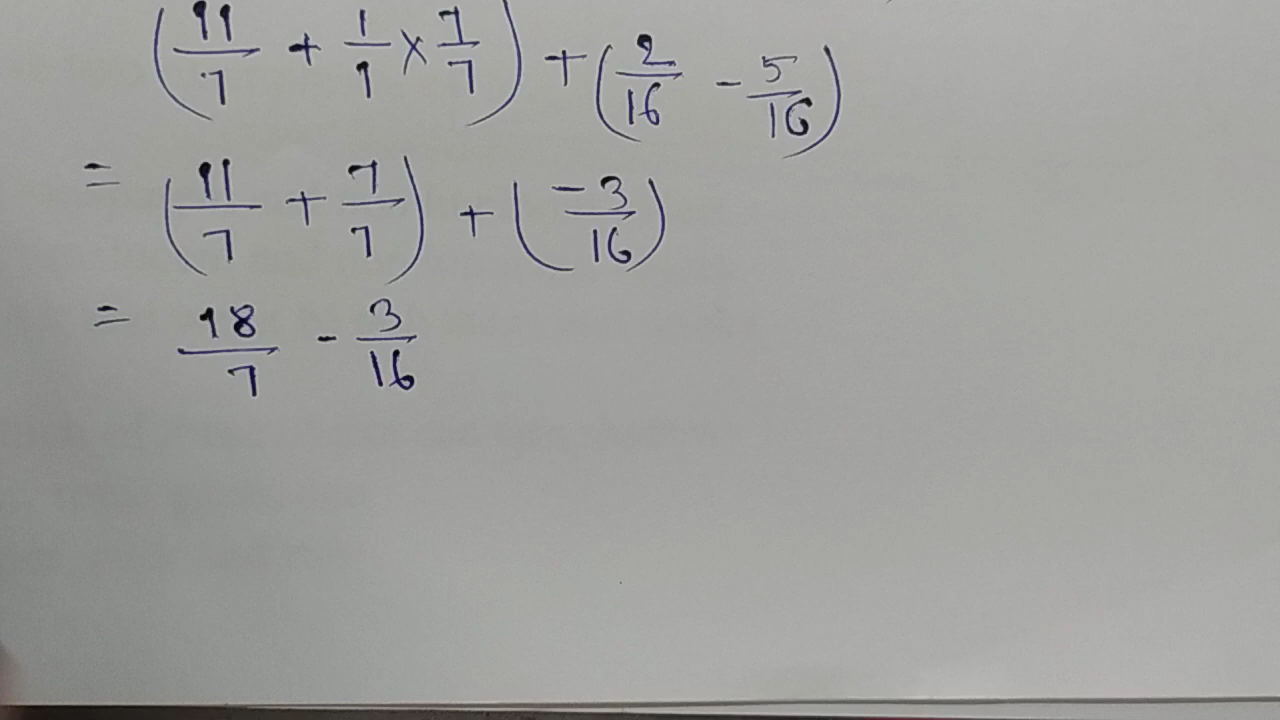 (11/7 + 1/1 × 7/7) + (2/16 - 5/16)
= (11/7 + 7/7) + (-3/16)
= 18/7 - 3/16